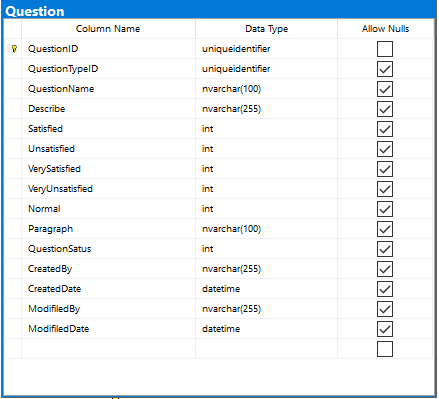 Question
Column Name Data Type Allow Nulls
QuestionID uniqueidentifier
QuestionTypeID uniqueidentifier
QuestionName nvarchar(100)
Describe nvarchar(255)
Satisfied int
Unsatisfied int
VerySatisfied int
VeryUnsatisfied int
Normal int
Paragraph nvarchar(100)
QuestionSatus int
CreatedBy nvarchar(255)
CreatedDate datetime
ModifiledBy nvarchar(255)
ModifiledDate datetime